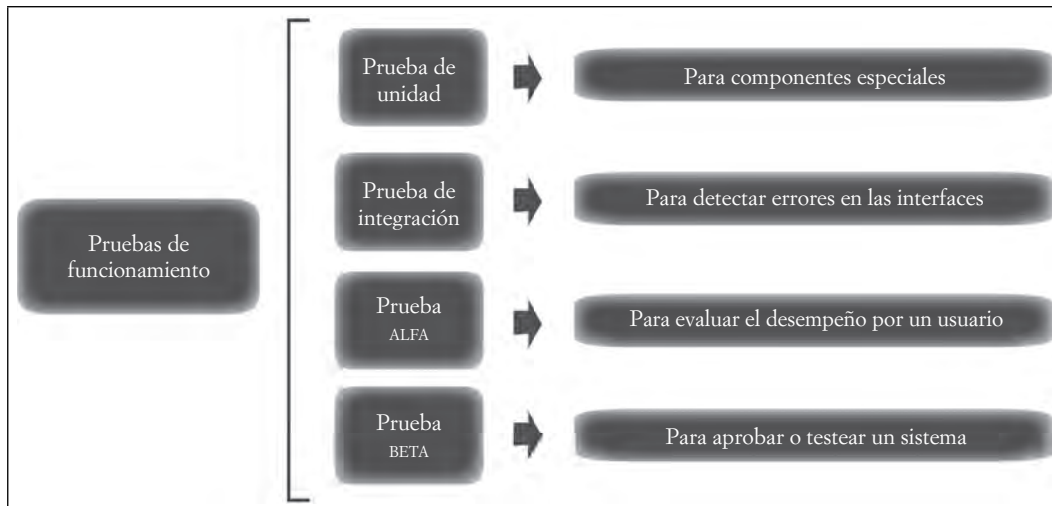 Pruebas de
funcionamiento
Prueba de
unidad
Para componentes especiales
Prueba de
integración
Para detectar errores en las interfaces
Prueba
ALFA
Para evaluar el desempeño por un usuario
Prueba
BETA
Para aprobar o testear un sistema